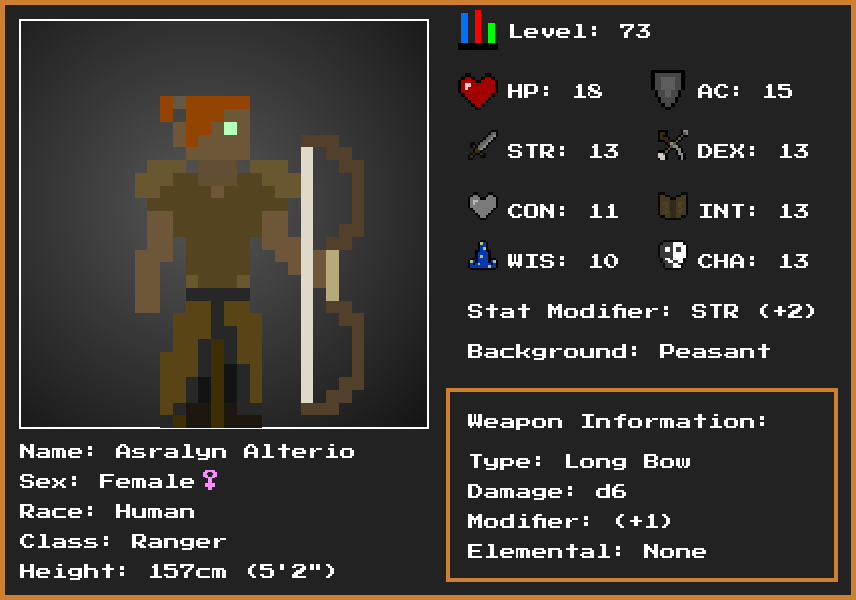 Level: 73
HP: 18
AC: 15
STR: 13
DEX: 13
CON: 11
INT: 13
WIS: 10
CHA: 13
Stat Modifier: STR (+2)
Background: Peasant
Weapon Information:
Type: Long Bow
Damage: d6
Modifier: (+1)
Elemental: None
Name: Asralyn Alterio
Sex: Female♀
Race: Human
Class: Ranger
Height: 157cm (5'2")